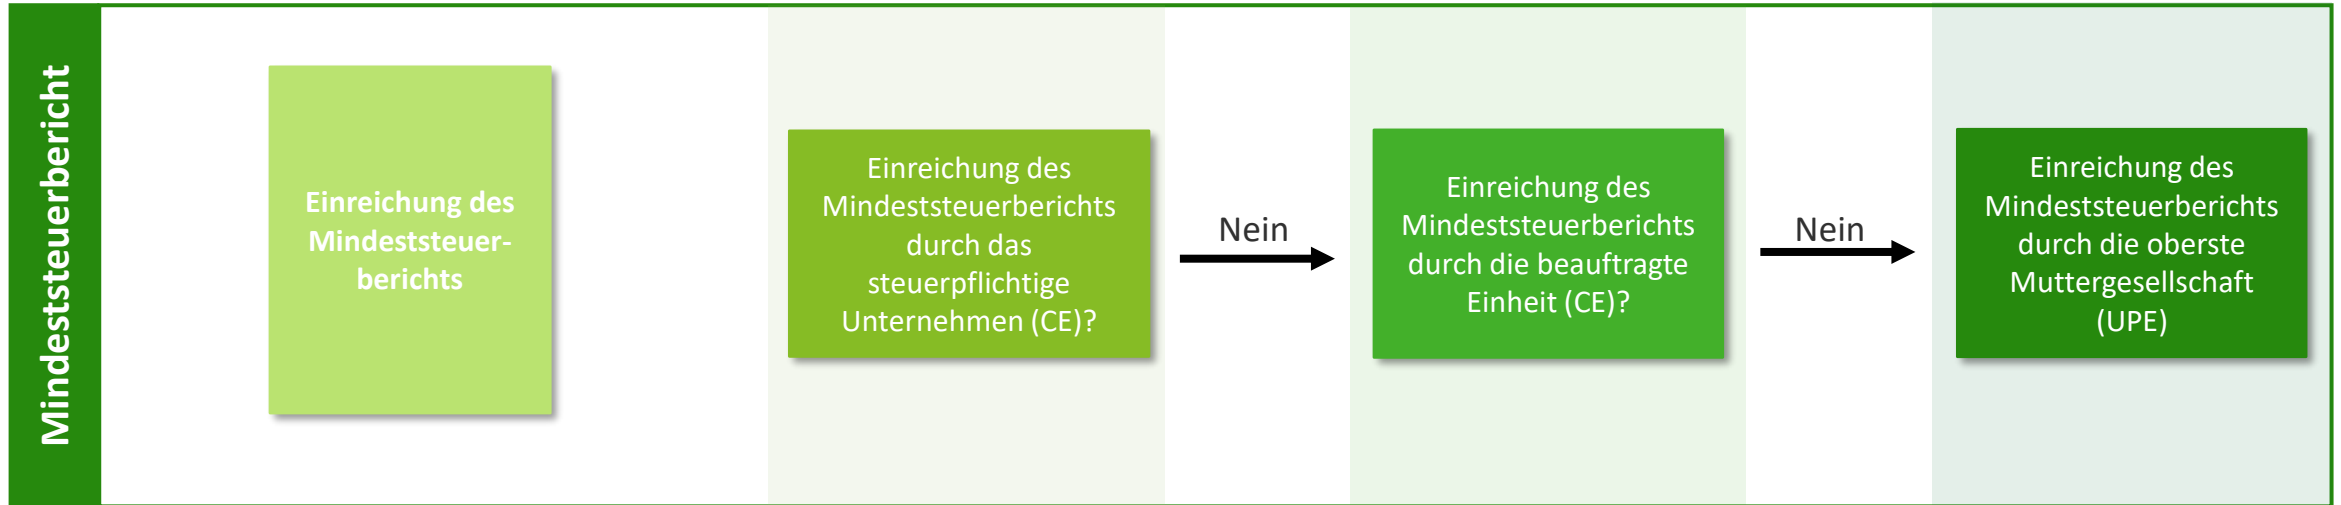 Mindeststeuerbericht
Einreichung des
Mindeststeuer-
berichts
Einreichung des
Mindeststeuerberichts
durch das
steuerpflichtige
Unternehmen (CE)?
Nein
Einreichung des
Mindeststeuerberichts
durch die beauftragte
Einheit (CE)?
Nein
Einreichung des
Mindeststeuerberichts
durch die oberste
Muttergesellschaft
(UPE)